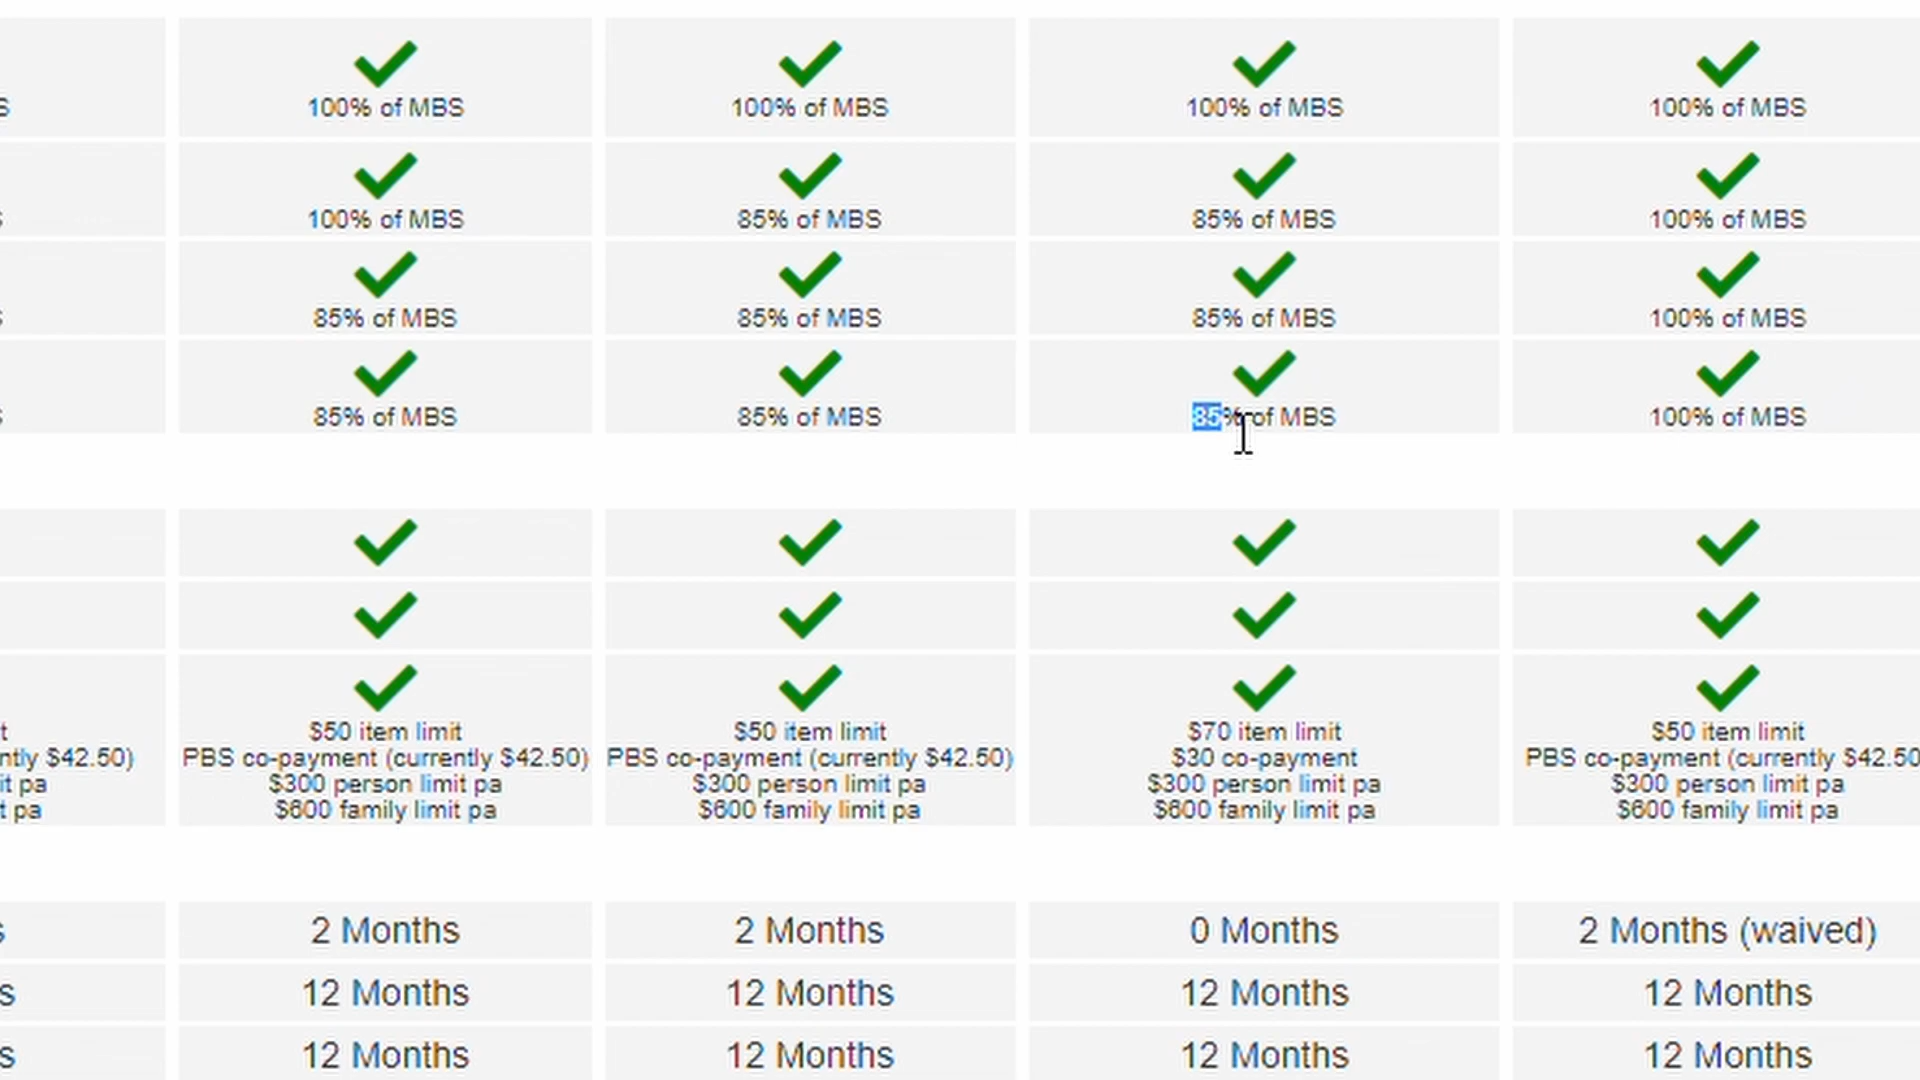 S 100% of MBS 100% of MBS 100% of MBS 100% of MBS
100% of MBS 85% of MBS 85% of MBS 100% of MBS
85% of MBS 85% of MBS 85% of MBS 100% of MBS
85% of MBS 85% of MBS 85% of MBS 100% of MBS
t $50 item limit $50 item limit $70 item limit $50 item limit
ntly $42.50) PBS co-payment (currently $42.50) PBS co-payment (currently $42.50) $30 co-payment PBS co-payment (currently $42.50
it pa $300 person limit pa $300 person limit pa $300 person limit pa $300 person limit pa
t pa $600 family limit pa $600 family limit pa $600 family limit pa $600 family limit pa
2 Months 2 Months 0 Months 2 Months (waived)
s 12 Months 12 Months 12 Months 12 Months
s 12 Months 12 Months 12 Months 12 Months